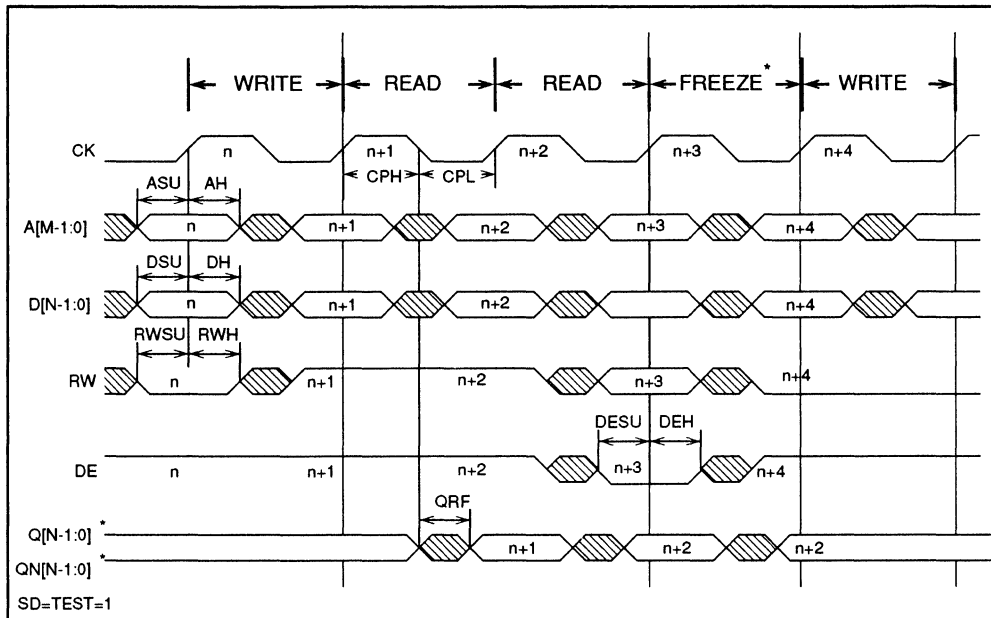 WRITE READ READ FREEZE* WRITE
CK n n+1 n+2 n+3 n+4
CPH CPL
ASU AH
A[M-1:0] n n+1 n+2 n+3 n+4
DSU DH
D[N-1:0] n n+1 n+2 n+4
RWSU RWH
RW n n+1 n+2 n+3 n+4
DESU DEH
DE n n+1 n+2 n+3 n+4
QRF
Q[N-1:0]* n+1 n+2 n+2
QN[N-1:0]*
SD=TEST=1